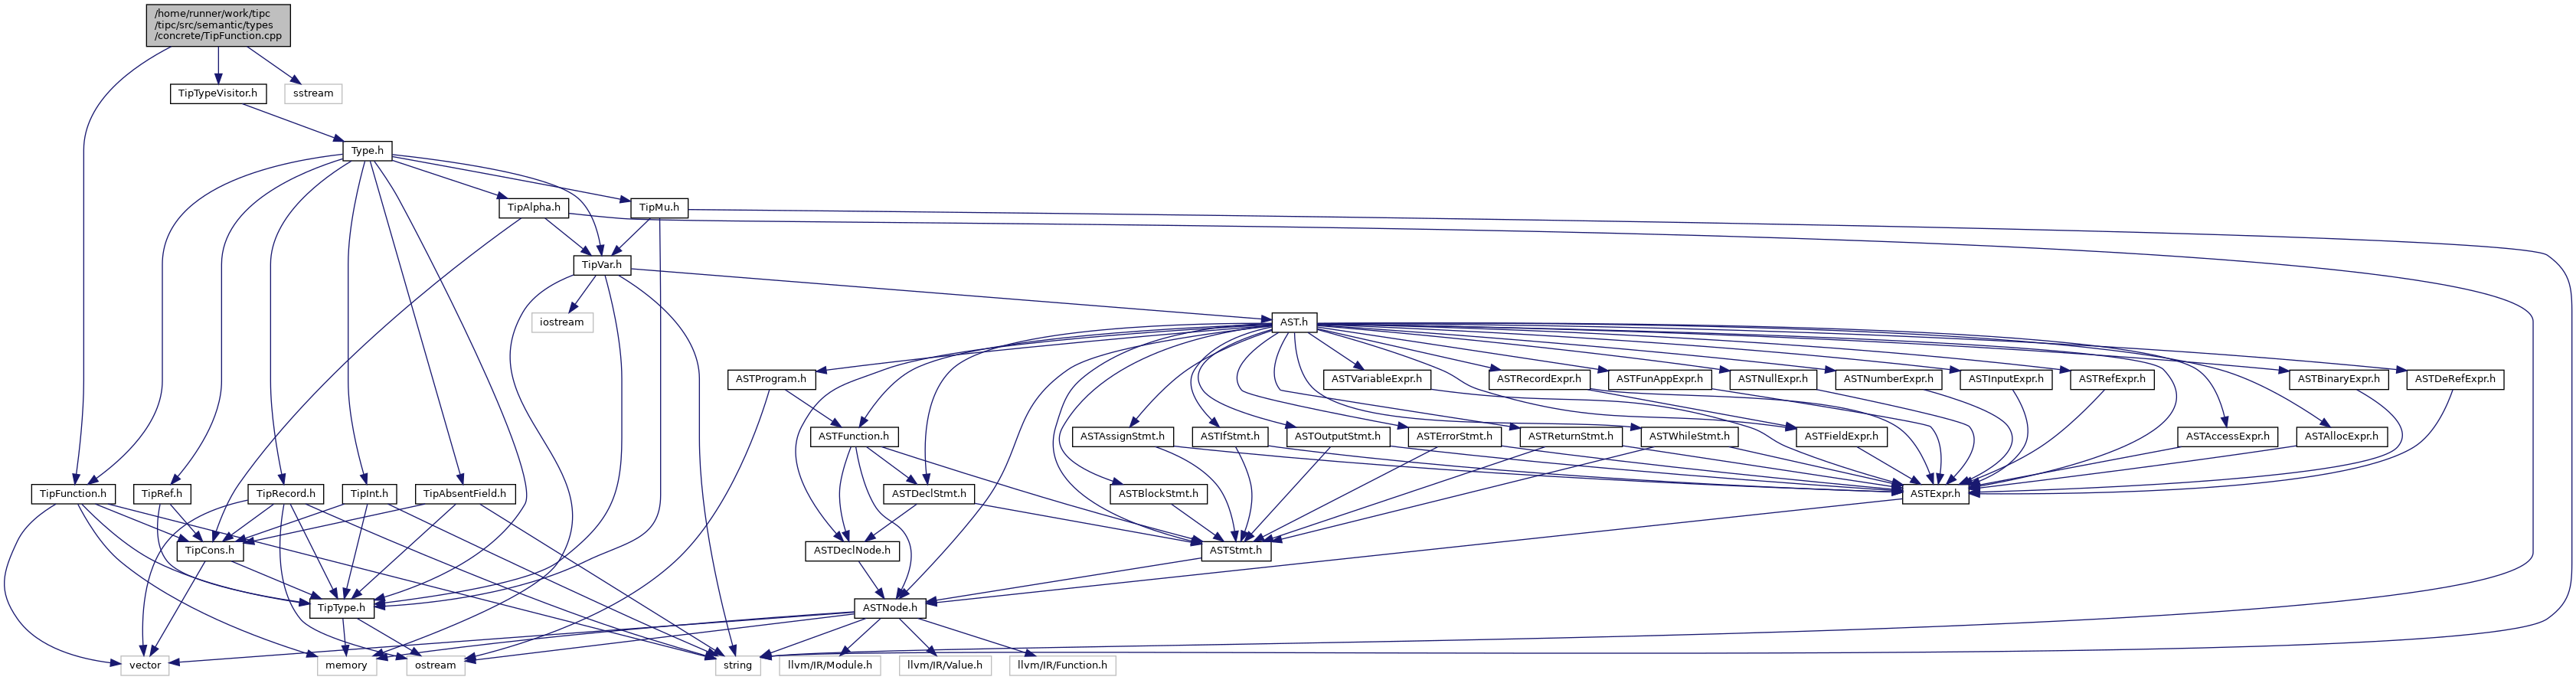 /home/runner/work/tipc
/tipc/src/semantic/types
/concrete/TipFunction.cpp
TipTypeVisitor.h
sstream
Type.h
TipAlpha.h
TipMu.h
TipVar.h
iostream
AST.h
ASTProgram.h
ASTVariableExpr.h
ASTRecordExpr.h
ASTFunAppExpr.h
ASTNullExpr.h
ASTNumberExpr.h
ASTInputExpr.h
ASTRefExpr.h
ASTBinaryExpr.h
ASTDeRefExpr.h
ASTFunction.h
ASTAssignStmt.h
ASTIfStmt.h
ASTOutputStmt.h
ASTErrorStmt.h
ASTReturnStmt.h
ASTWhileStmt.h
ASTFieldExpr.h
ASTAccessExpr.h
ASTAllocExpr.h
TipFunction.h
TipRef.h
TipRecord.h
TipInt.h
TipAbsentField.h
ASTDeclStmt.h
ASTBlockStmt.h
ASTExpr.h
TipCons.h
ASTDeclNode.h
ASTStmt.h
TipType.h
ASTNode.h
vector
memory
ostream
string
llvm/IR/Module.h
llvm/IR/Value.h
llvm/IR/Function.h